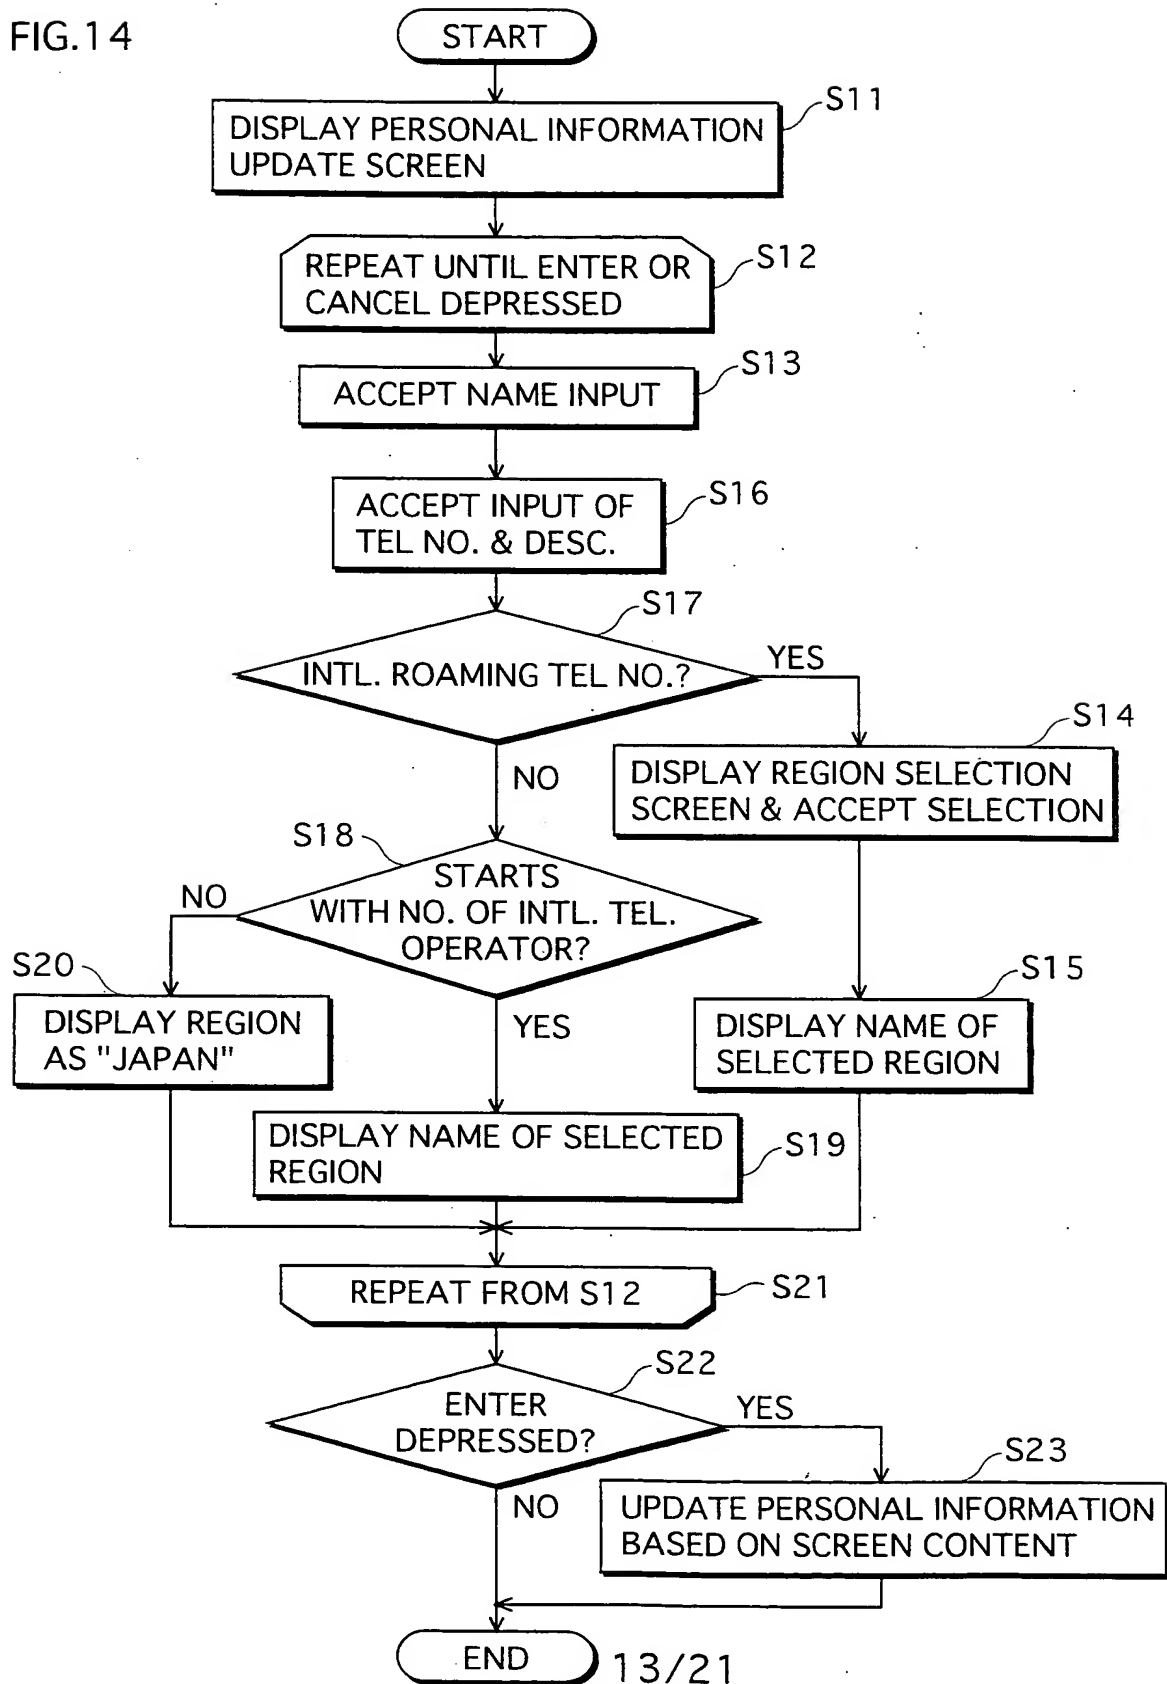 FIG.14
START
S11
DISPLAY PERSONAL INFORMATION
UPDATE SCREEN
S12
REPEAT UNTIL ENTER OR
CANCEL DEPRESSED
S13
ACCEPT NAME INPUT
S16
ACCEPT INPUT OF
TEL NO. & DESC.
S17
INTL. ROAMING TEL NO.?
YES
NO
S14
DISPLAY REGION SELECTION
SCREEN & ACCEPT SELECTION
S18
STARTS
WITH NO. OF INTL. TEL.
OPERATOR?
NO
YES
S20
DISPLAY REGION
AS "JAPAN"
S15
DISPLAY NAME OF
SELECTED REGION
S19
DISPLAY NAME OF SELECTED
REGION
REPEAT FROM S12
S21
S22
ENTER
DEPRESSED?
YES
NO
S23
UPDATE PERSONAL INFORMATION
BASED ON SCREEN CONTENT
END
13/21